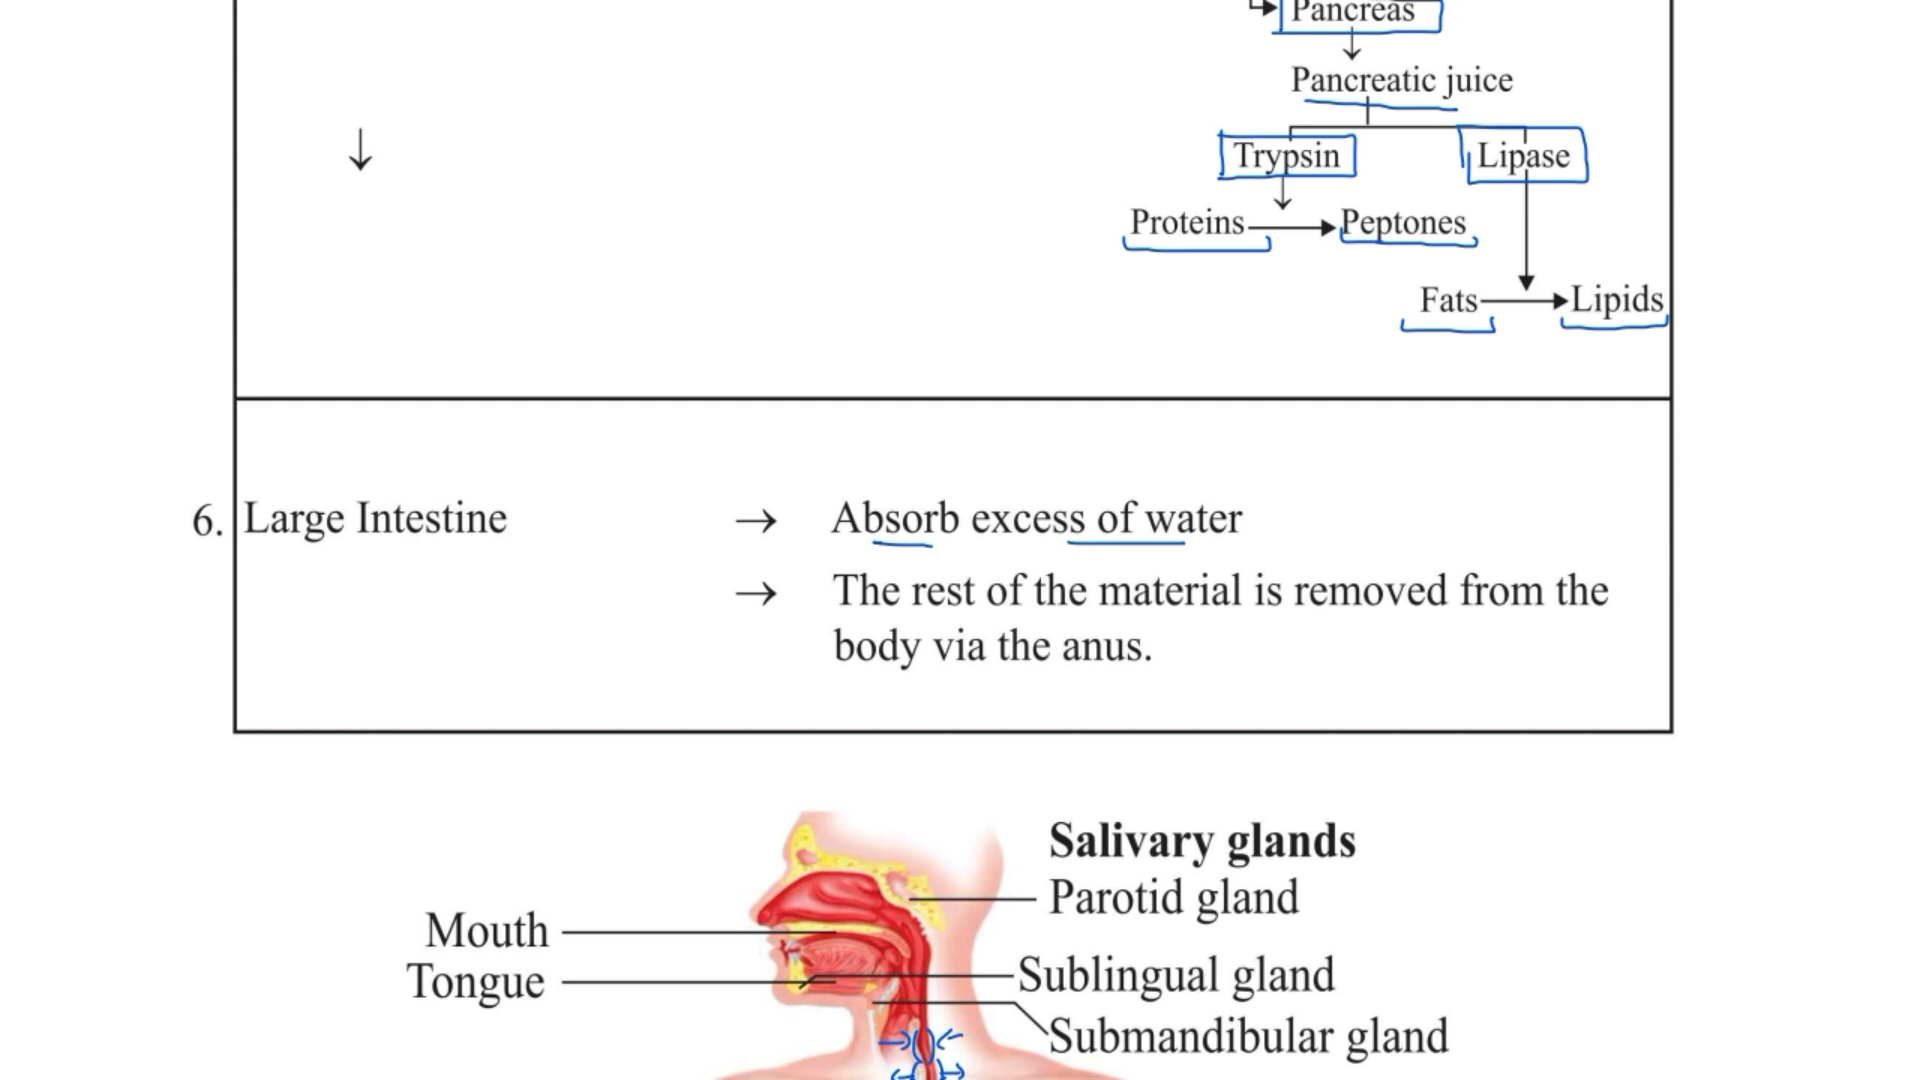 Pancreas
Pancreatic juice
Trypsin Lipase
Proteins Peptones
Fats Lipids
6. Large Intestine → Absorb excess of water
→ The rest of the material is removed from the
body via the anus.
Salivary glands
Parotid gland
Mouth
Sublingual gland
Tongue
Submandibular gland